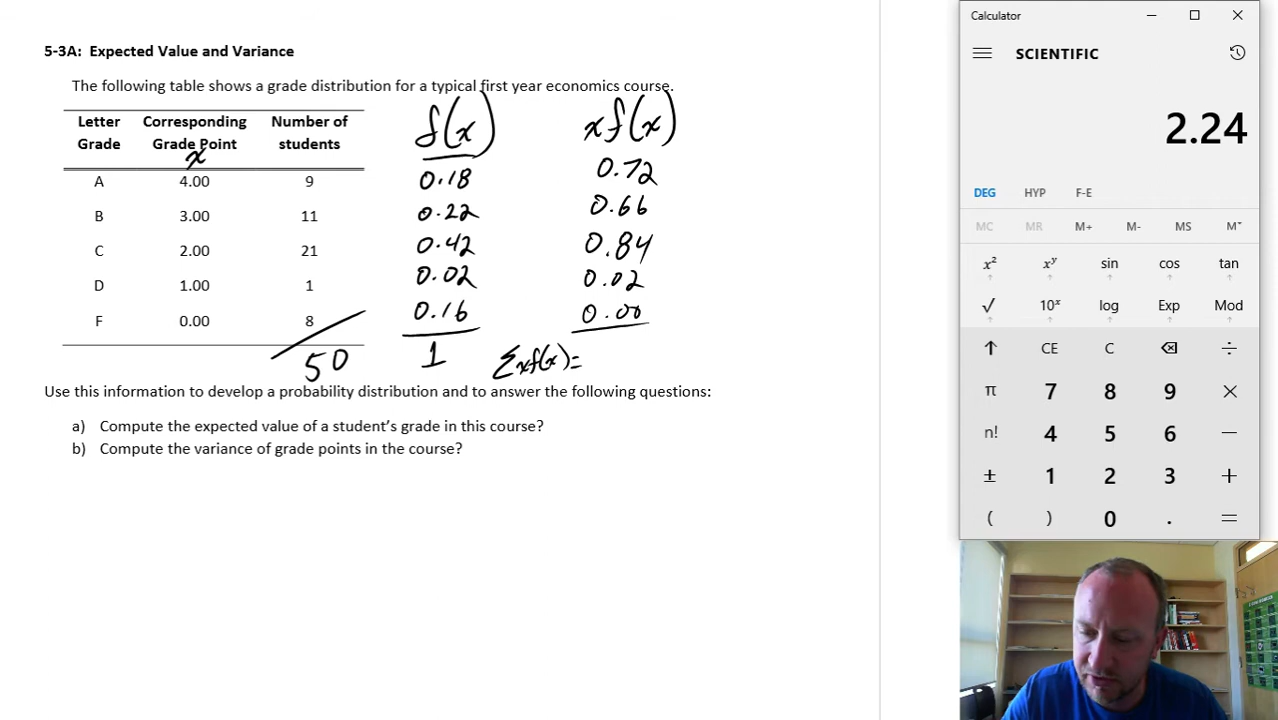 5-3A: Expected Value and Variance
The following table shows a grade distribution for a typical first year economics course.
Letter Grade Corresponding Grade Point Number of students f(x) xf(x)
x
A 4.00 9 0.18 0.72
B 3.00 11 0.22 0.66
C 2.00 21 0.42 0.84
D 1.00 1 0.02 0.02
F 0.00 8 0.16 0.00
50 1 Σxf(x)=
Use this information to develop a probability distribution and to answer the following questions:
a) Compute the expected value of a student's grade in this course?
b) Compute the variance of grade points in the course?
Calculator
SCIENTIFIC
2.24
DEG HYP F-E
MC MR M+ M- MS M˅
x² xʸ sin cos tan
√ 10ˣ log Exp Mod
↑ CE C ⌫ ÷
π 7 8 9 ×
n! 4 5 6 −
± 1 2 3 +
( ) 0 . =